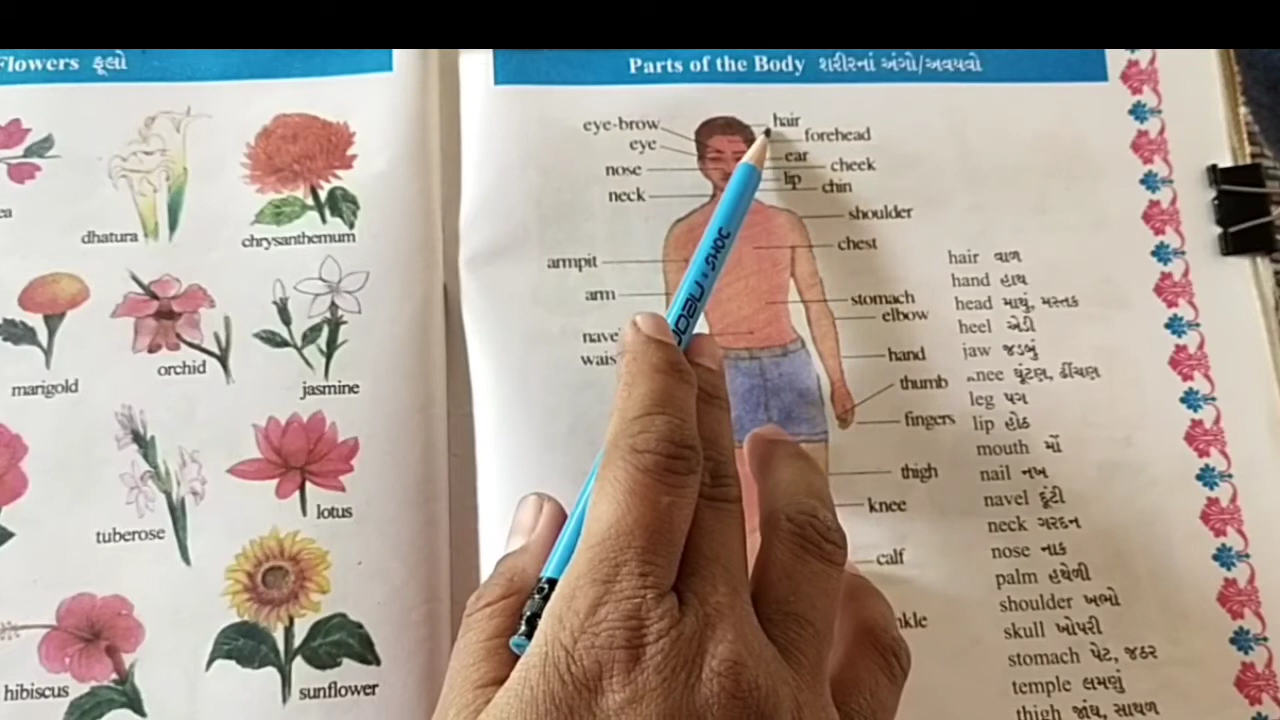 Flowers ફૂલો
dhatura
chrysanthemum
marigold
orchid
jasmine
tuberose
lotus
hibiscus
sunflower
Parts of the Body શરીરનાં અંગો/અવયવો
eye-brow
eye
nose
neck
armpit
arm
hair
forehead
ear
cheek
lip
chin
shoulder
chest
stomach
elbow
hand
thumb
fingers
thigh
knee
calf
hair વાળ
hand હાથ
head માથું, મસ્તક
heel એડી
jaw જડબું
ઘૂંટણ, ઢીંચણ
leg પગ
lip હોઠ
mouth મોં
nail નખ
navel દૂંટી
neck ગરદન
nose નાક
palm હથેળી
shoulder ખભો
skull ખોપરી
stomach પેટ, જઠર
temple લમણું
thigh જાંઘ, સાથળ